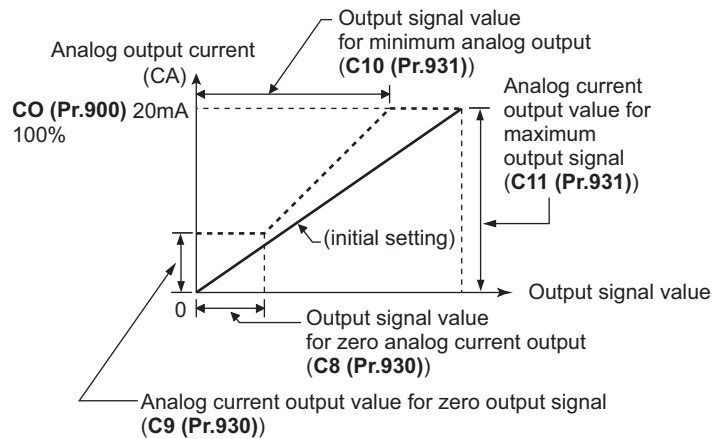 Output signal value
for minimum analog output
(C10 (Pr.931))
Analog output current
(CA)
CO (Pr.900) 20mA
100%
Analog current
output value for
maximum
output signal
(C11 (Pr.931))
(initial setting)
0
Output signal value
Output signal value
for zero analog current output
(C8 (Pr.930))
Analog current output value for zero output signal
(C9 (Pr.930))